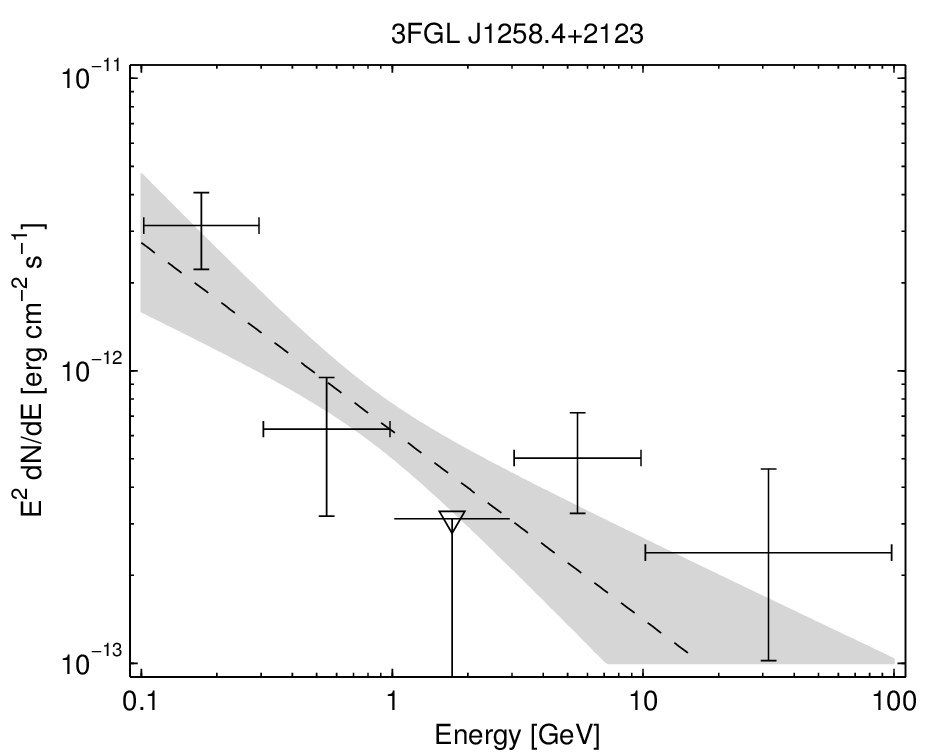 3FGL J1258.4+2123
10⁻¹¹
10⁻¹²
10⁻¹³
E² dN/dE [erg cm⁻² s⁻¹]
0.1 1 10 100
Energy [GeV]